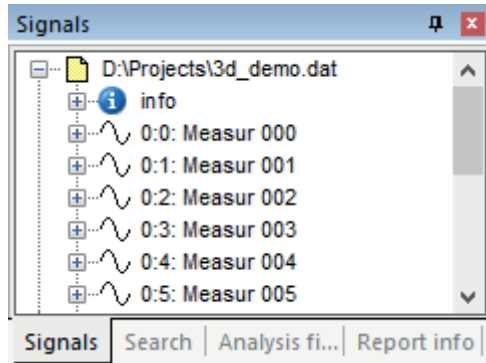 Signals
D:\Projects\3d_demo.dat
info
0:0: Measur 000
0:1: Measur 001
0:2: Measur 002
0:3: Measur 003
0:4: Measur 004
0:5: Measur 005
Signals Search Analysis fi... Report info